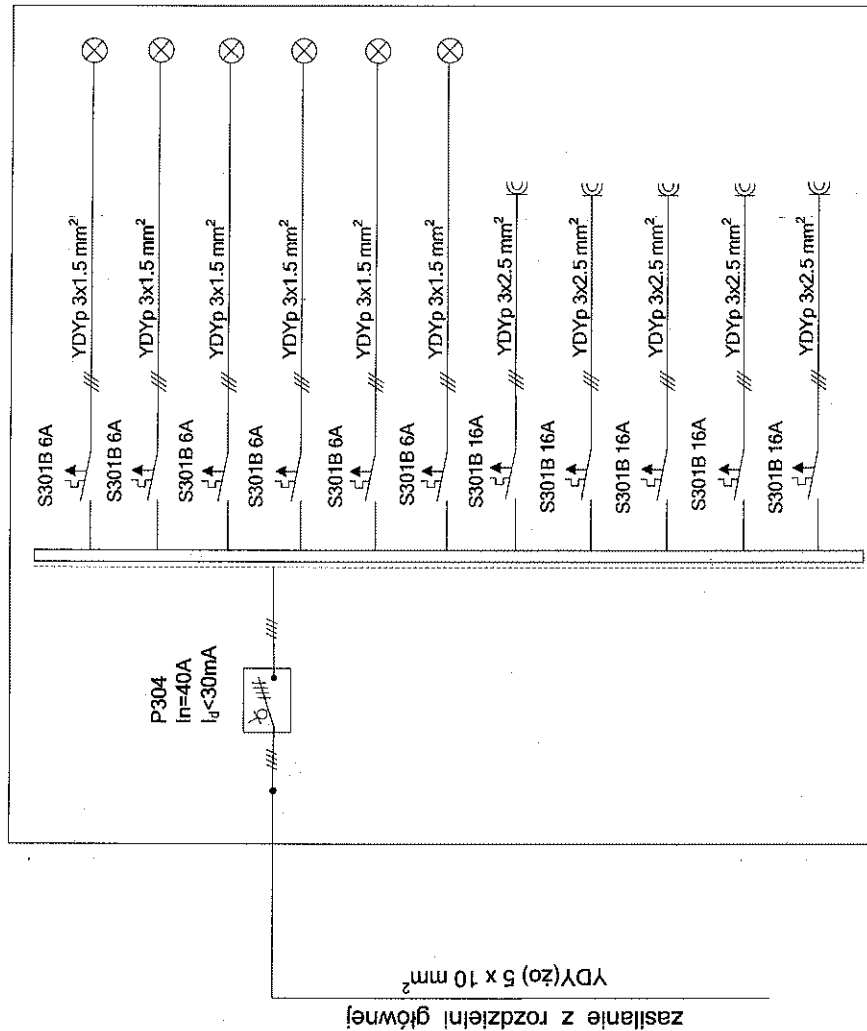 S301B 6A
YDYp 3x1.5 mm²
S301B 6A
YDYp 3x1.5 mm²
S301B 6A
YDYp 3x1.5 mm²
S301B 6A
YDYp 3x1.5 mm²
S301B 6A
YDYp 3x1.5 mm²
S301B 6A
YDYp 3x1.5 mm²
S301B 16A
YDYp 3x2.5 mm²
S301B 16A
YDYp 3x2.5 mm²
S301B 16A
YDYp 3x2.5 mm²
S301B 16A
YDYp 3x2.5 mm²
S301B 16A
YDYp 3x2.5 mm²
P304
In=40A
Id<30mA
zasilanie z rozdzielni głównej
YDY(żo) 5 x 10 mm²